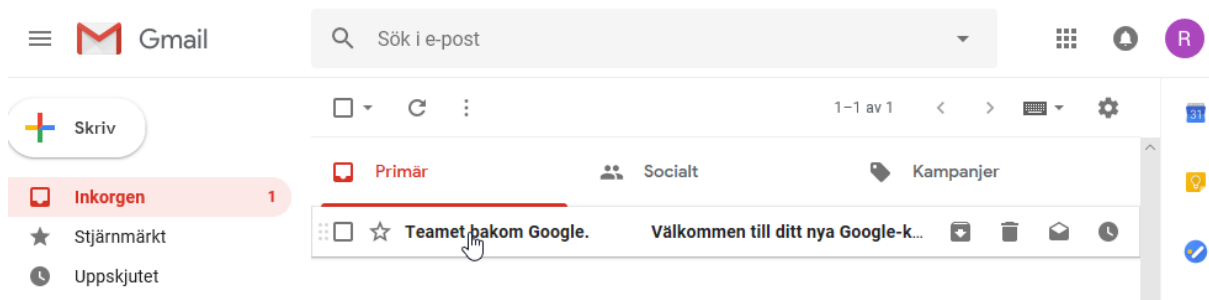 Gmail Sök i e-post R
Skriv 1–1 av 1 31
Primär Socialt Kampanjer
Inkorgen 1
Teamet bakom Google. Välkommen till ditt nya Google-k...
Stjärnmärkt
Uppskjutet